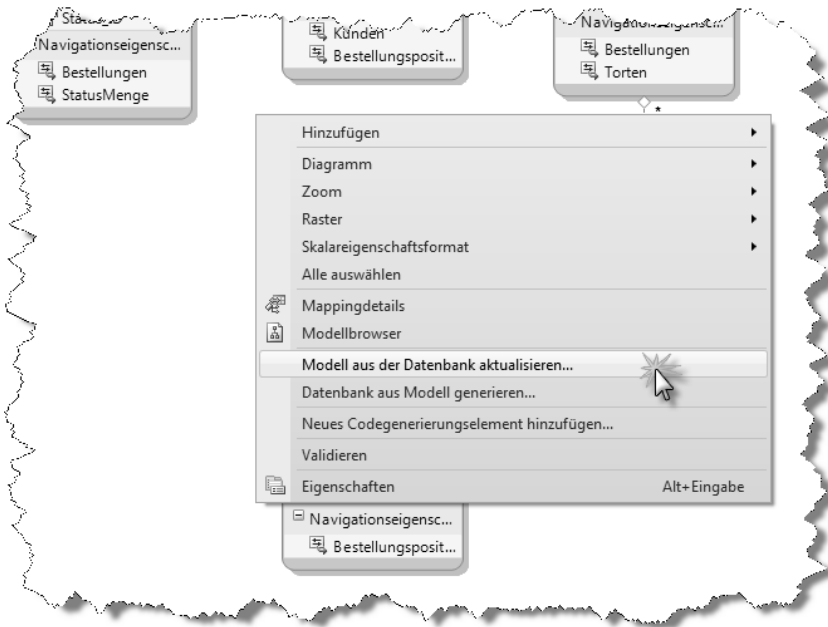 Navigationseigensc...
Bestellungen
StatusMenge
Kunden
Bestellungsposit...
Bestellungen
Torten
*
Hinzufügen
Diagramm
Zoom
Raster
Skalareigenschaftsformat
Alle auswählen
Mappingdetails
Modellbrowser
Modell aus der Datenbank aktualisieren...
Datenbank aus Modell generieren...
Neues Codegenerierungselement hinzufügen...
Validieren
Eigenschaften Alt+Eingabe
Navigationseigensc...
Bestellungsposit...